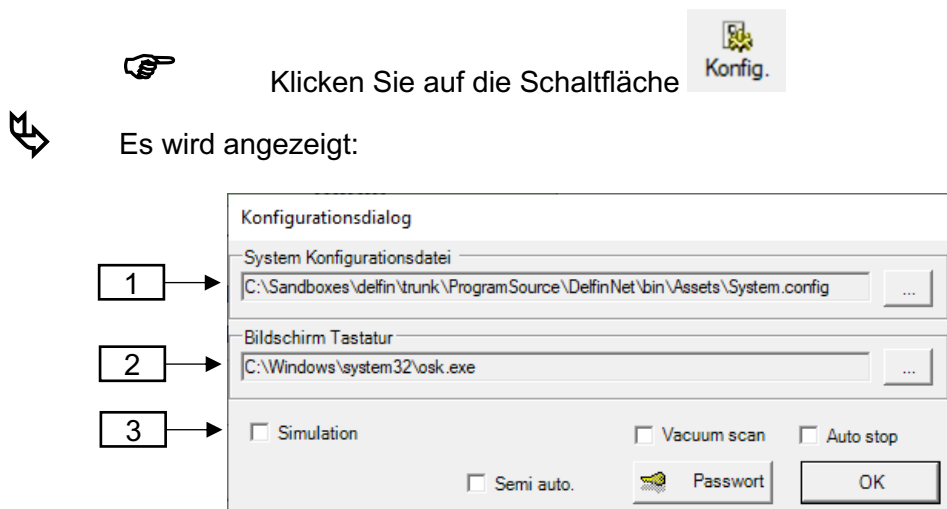 Klicken Sie auf die Schaltfläche Konfig.
Es wird angezeigt:
Konfigurationsdialog
System Konfigurationsdatei
1 C:\Sandboxes\delfin\trunk\ProgramSource\DelfinNet\bin\Assets\System.config ...
Bildschirm Tastatur
2 C:\Windows\system32\osk.exe ...
3 Simulation Vacuum scan Auto stop
Semi auto. Passwort OK